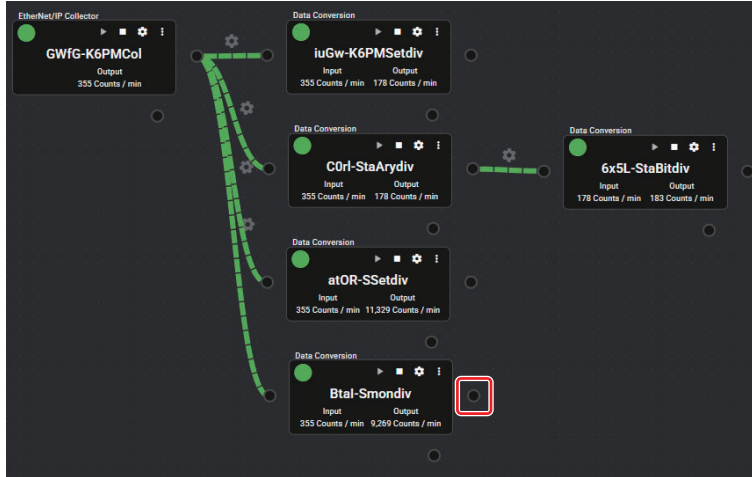 EtherNet/IP Collector
GWfG-K6PMCol
Output
355 Counts / min
Data Conversion
iuGw-K6PMSetdiv
Input Output
355 Counts / min 178 Counts / min
Data Conversion
C0rl-StaArydiv
Input Output
355 Counts / min 178 Counts / min
Data Conversion
6x5L-StaBitdiv
Input Output
178 Counts / min 183 Counts / min
Data Conversion
atOR-SSetdiv
Input Output
355 Counts / min 11,329 Counts / min
Data Conversion
BtaI-Smondiv
Input Output
355 Counts / min 9,269 Counts / min